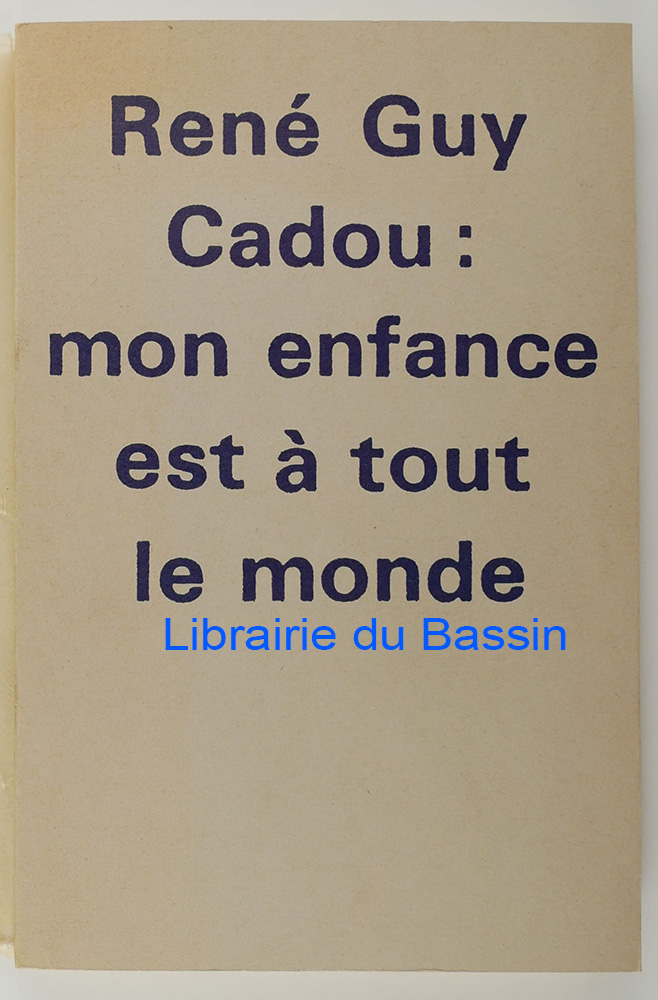 René Guy
Cadou :
mon enfance
est à tout
le monde
Librairie du Bassin